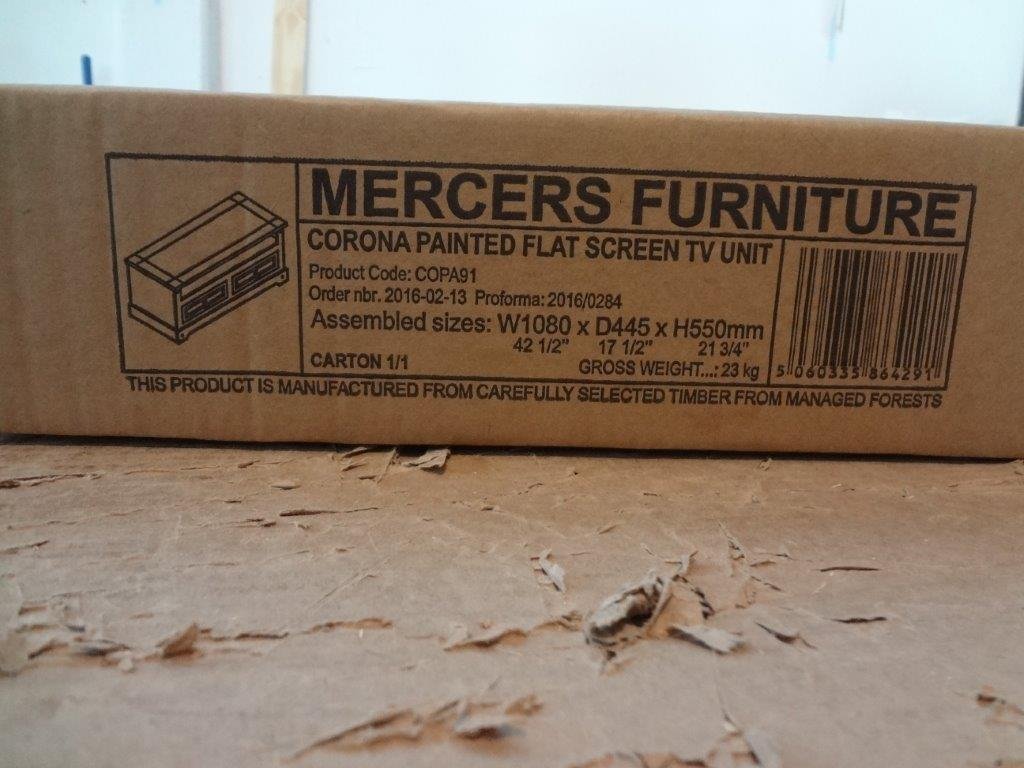 MERCERS FURNITURE
CORONA PAINTED FLAT SCREEN TV UNIT
Product Code: COPA91
Order nbr. 2016-02-13 Proforma: 2016/0284
Assembled sizes: W1080 x D445 x H550mm
42 1/2" 17 1/2" 21 3/4"
CARTON 1/1 GROSS WEIGHT...: 23 kg
5 060335 864291
THIS PRODUCT IS MANUFACTURED FROM CAREFULLY SELECTED TIMBER FROM MANAGED FORESTS